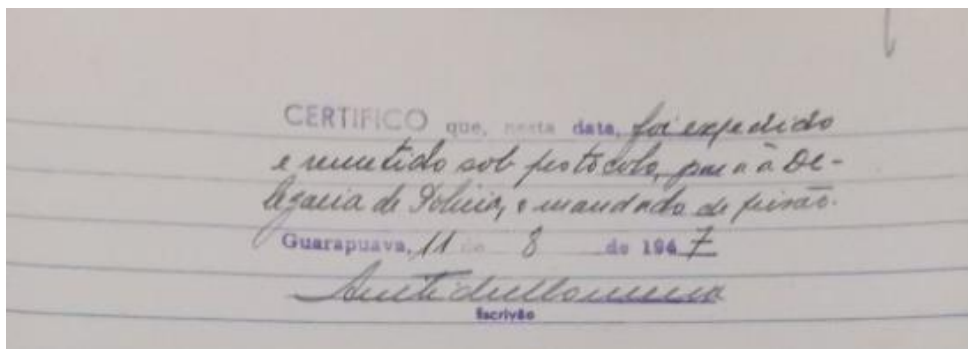 CERTIFICO que, nesta data, foi expedido
e remetido sob protocolo, para à De-
legacia de Policia, o mandado de prisão.
Guarapuava, 11 de 8 de 1947
Escrivão